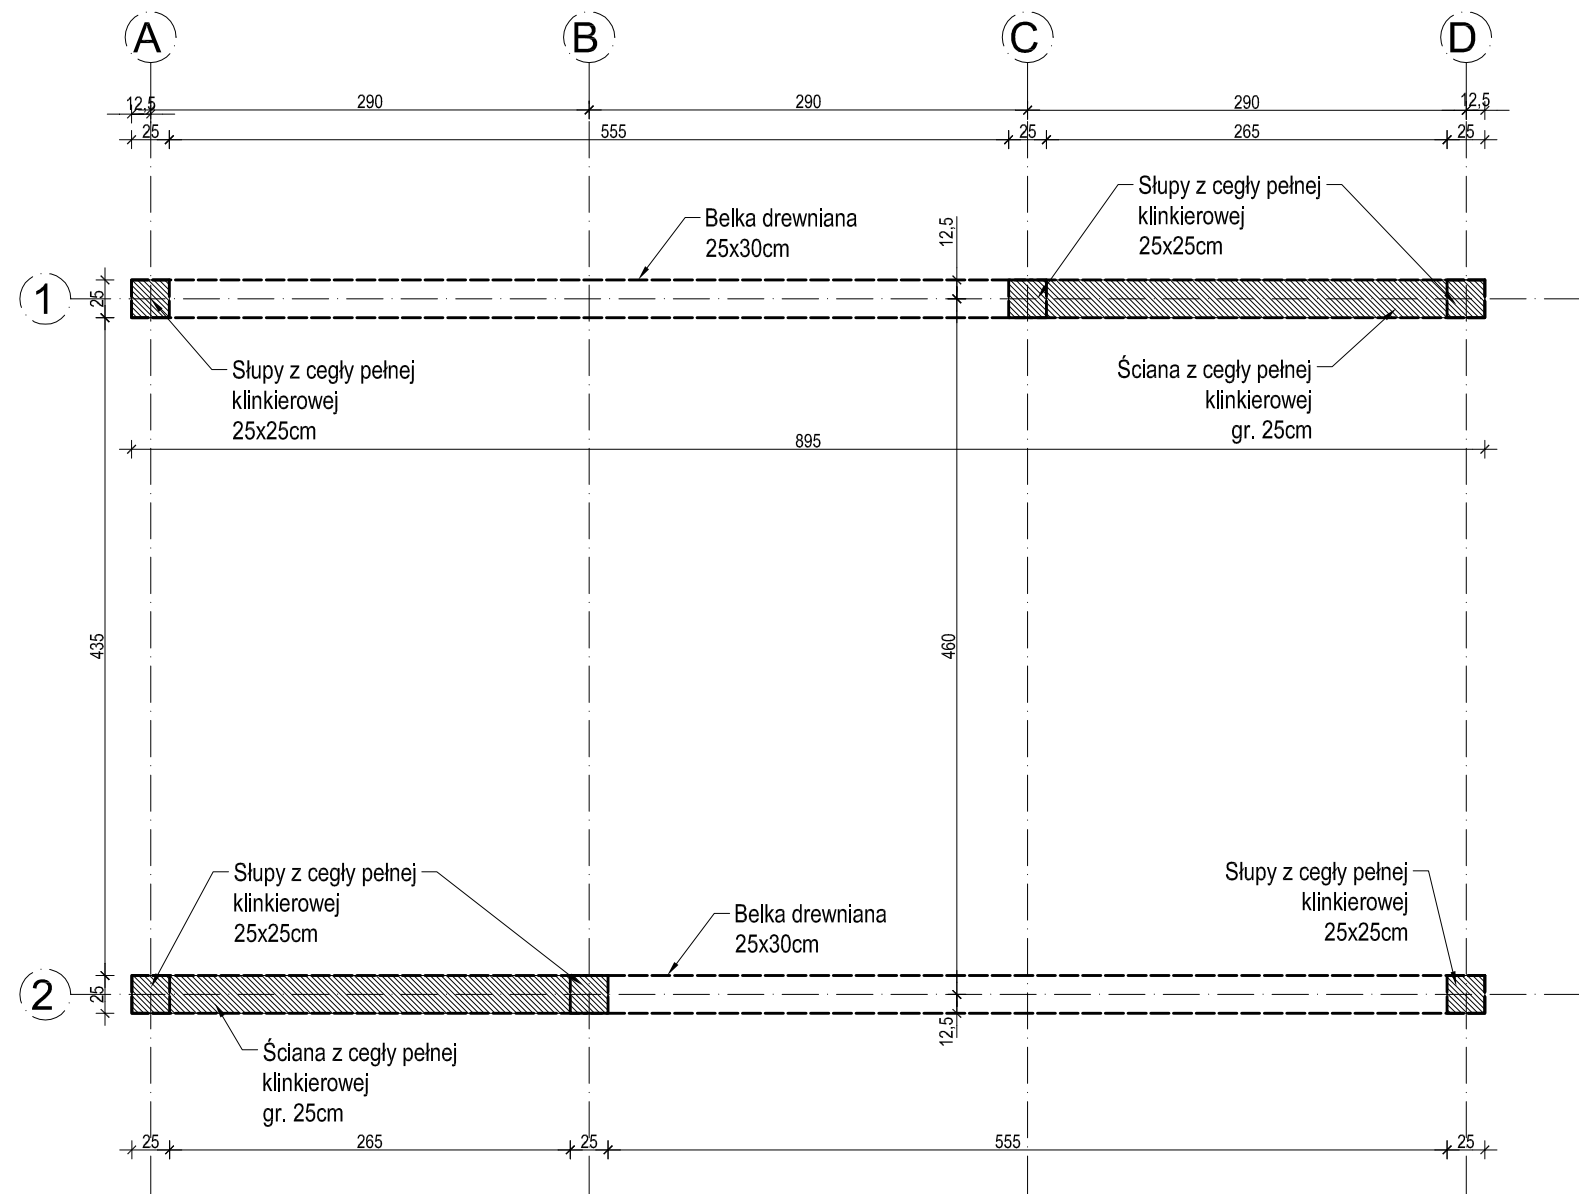 A B C D
12,5 290 290 290 12,5
25 555 25 265 25
Słupy z cegły pełnej
klinkierowej
25x25cm
Belka drewniana
25x30cm
12,5
1
25
Słupy z cegły pełnej
klinkierowej
25x25cm
Ściana z cegły pełnej
klinkierowej
gr. 25cm
895
435
460
Słupy z cegły pełnej
klinkierowej
25x25cm
Belka drewniana
25x30cm
Słupy z cegły pełnej
klinkierowej
25x25cm
2
25
12,5
Ściana z cegły pełnej
klinkierowej
gr. 25cm
25 265 25 555 25